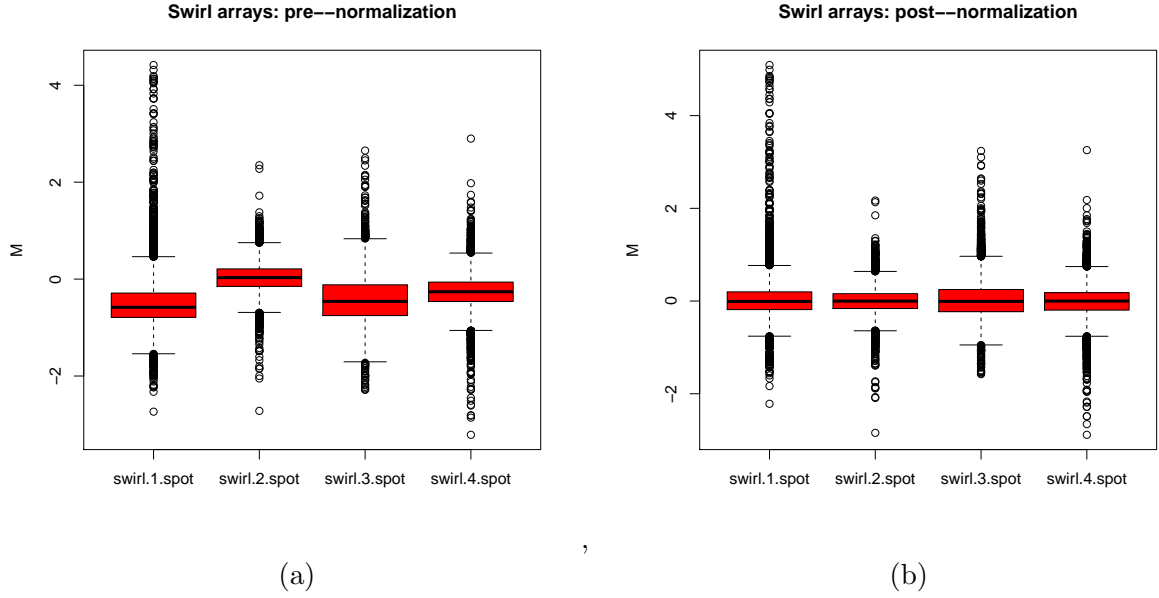 Swirl arrays: pre−−normalization
M
4
2
0
−2
swirl.1.spot swirl.2.spot swirl.3.spot swirl.4.spot
(a)
,
Swirl arrays: post−−normalization
M
4
2
0
−2
swirl.1.spot swirl.2.spot swirl.3.spot swirl.4.spot
(b)